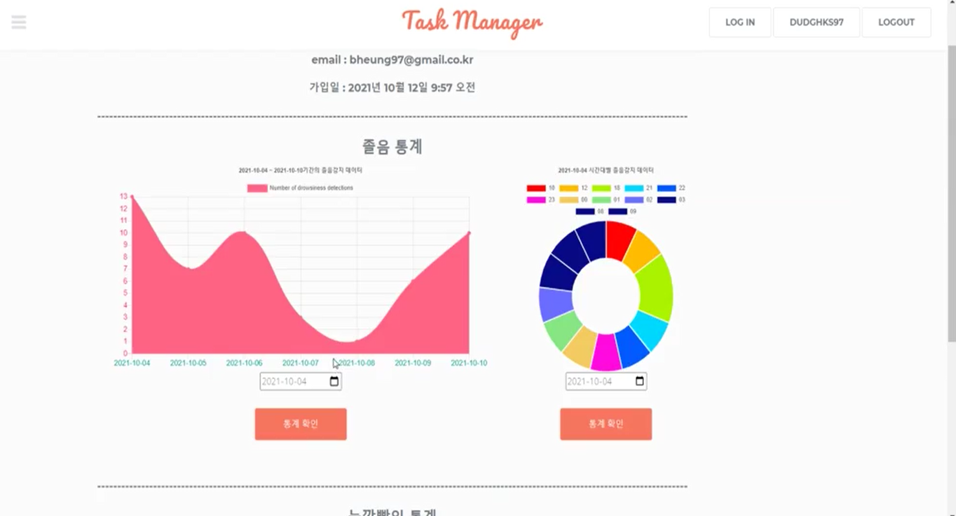 Task Manager
LOG IN
DUDGHKS97
LOGOUT
email : bheung97@gmail.co.kr
가입일 : 2021년 10월 12일 9:57 오전
졸음 통계
2021-10-04 ~ 2021-10-10기간의 졸음감지 데이터
Number of drowsiness detections
13
12
11
10
9
8
7
6
5
4
3
2
1
0
2021-10-04 2021-10-05 2021-10-06 2021-10-07 2021-10-08 2021-10-09 2021-10-10
2021-10-04
통계 확인
2021-10-04 시간대별 졸음감지 데이터
10 12 18 21 22
23 00 01 02 03
08 09
2021-10-04
통계 확인